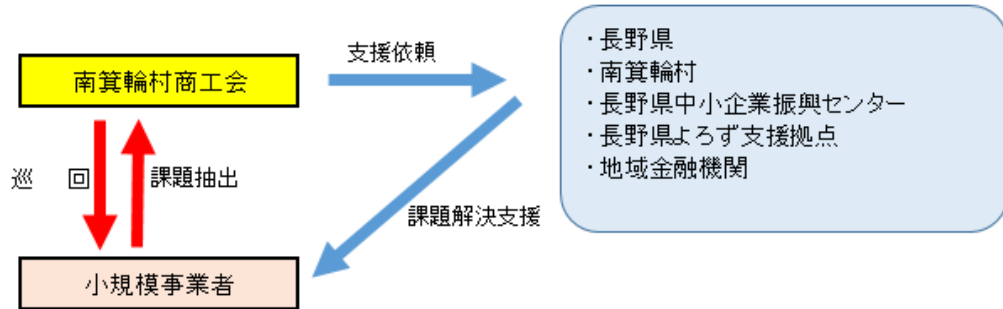 南箕輪村商工会
支援依頼
・長野県
・南箕輪村
・長野県中小企業振興センター
・長野県よろず支援拠点
・地域金融機関
巡　回
課題抽出
課題解決支援
小規模事業者